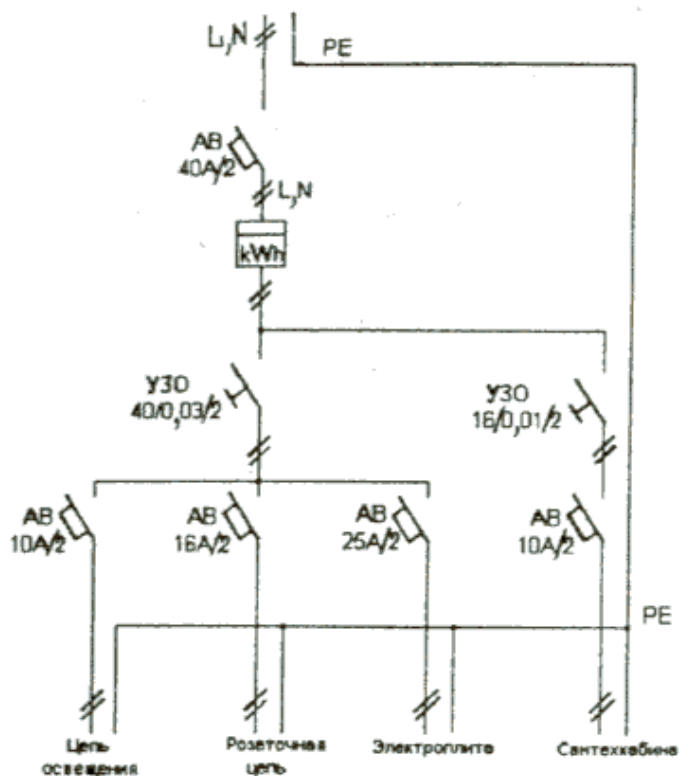 L,N
PE
АВ
40А/2
L,N
kWh
УЗО
40/0,03/2
УЗО
16/0,01/2
АВ
10А/2
АВ
16А/2
АВ
25А/2
АВ
10А/2
PE
Цепь
освещения
Розеточная
цепь
Электроплита
Сантехкабина